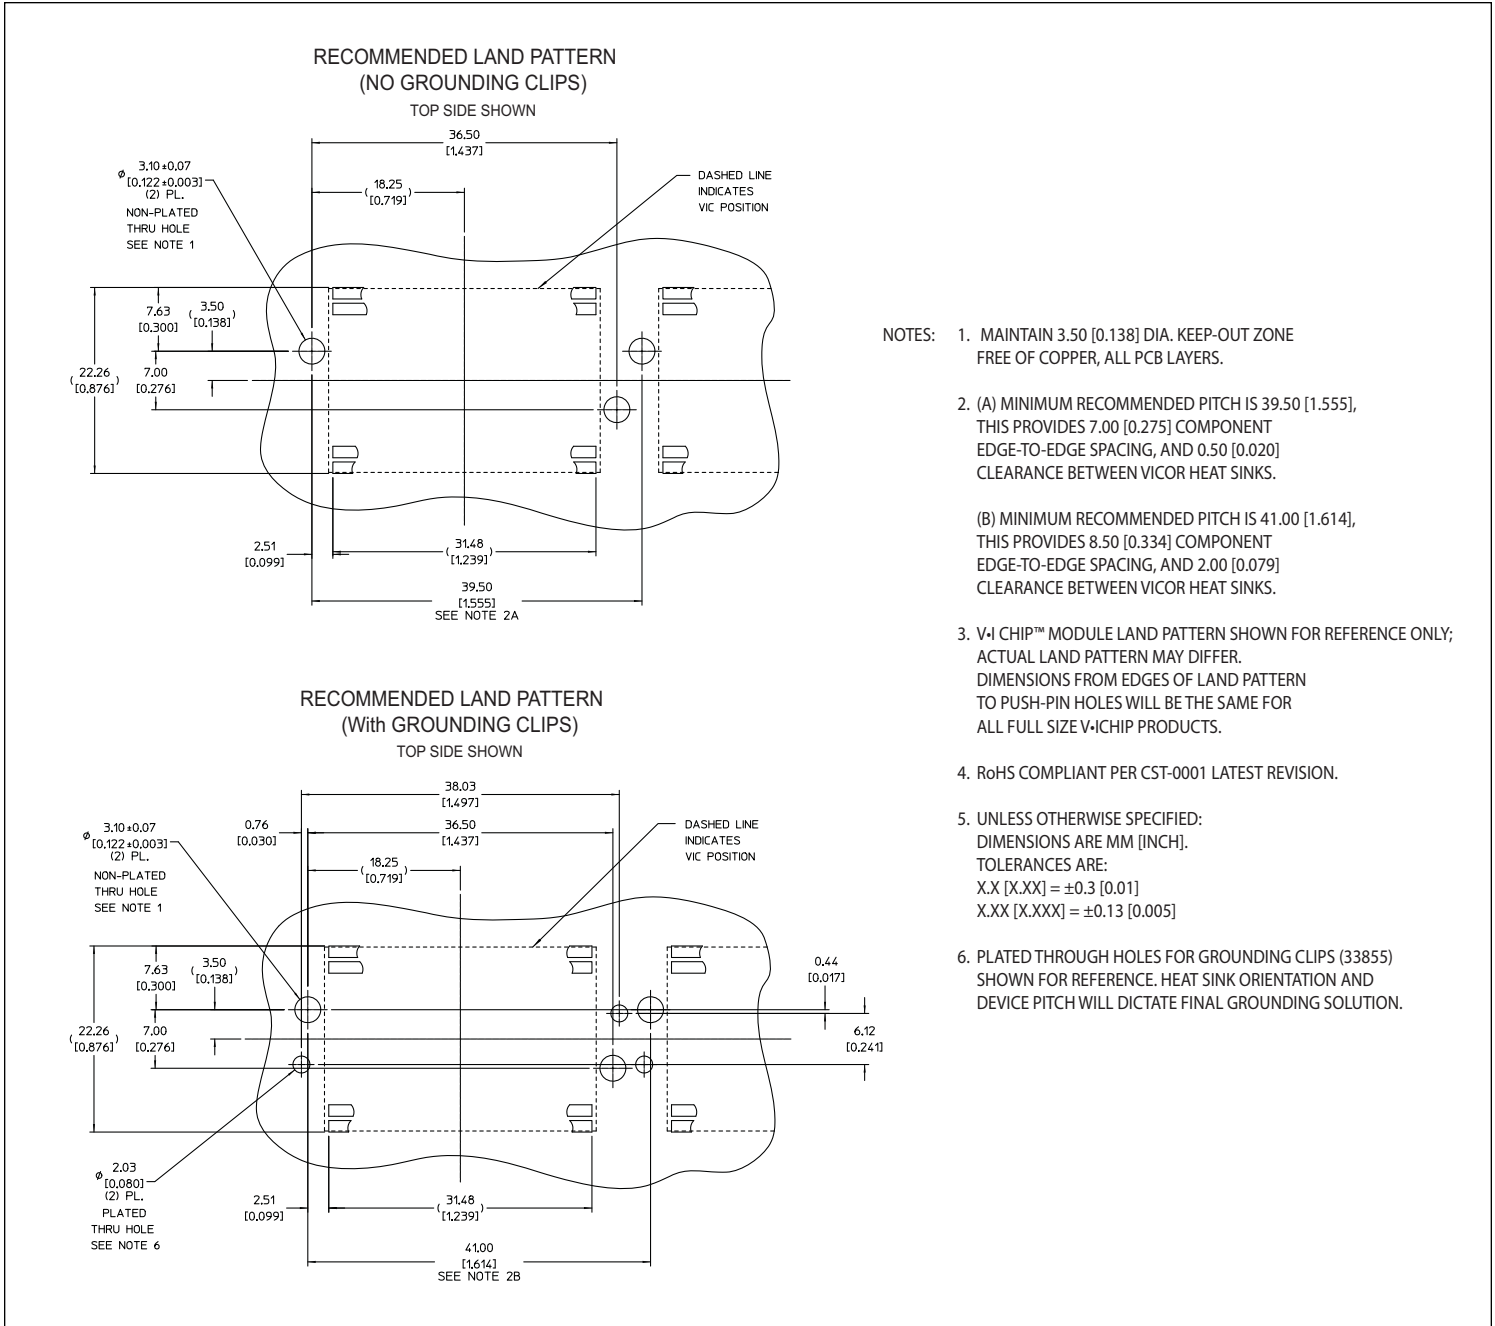 RECOMMENDED LAND PATTERN
(NO GROUNDING CLIPS)
TOP SIDE SHOWN
36.50
[1.437]
ø 3.10±0.07
[0.122±0.003]
(2) PL.
NON-PLATED
THRU HOLE
SEE NOTE 1
(18.25)
[0.719]
DASHED LINE
INDICATES
VIC POSITION
7.63
[0.300]
(3.50)
[0.138]
(22.26)
[0.876]
7.00
[0.276]
2.51
[0.099]
(31.48)
[1.239]
39.50
[1.555]
SEE NOTE 2A
RECOMMENDED LAND PATTERN
(With GROUNDING CLIPS)
TOP SIDE SHOWN
38.03
[1.497]
ø 3.10±0.07
[0.122±0.003]
(2) PL.
NON-PLATED
THRU HOLE
SEE NOTE 1
0.76
[0.030]
36.50
[1.437]
(18.25)
[0.719]
DASHED LINE
INDICATES
VIC POSITION
7.63
[0.300]
(3.50)
[0.138]
0.44
[0.017]
(22.26)
[0.876]
7.00
[0.276]
6.12
[0.241]
ø 2.03
[0.080]
(2) PL.
PLATED
THRU HOLE
SEE NOTE 6
2.51
[0.099]
(31.48)
[1.239]
41.00
[1.614]
SEE NOTE 2B
NOTES: 1. MAINTAIN 3.50 [0.138] DIA. KEEP-OUT ZONE
FREE OF COPPER, ALL PCB LAYERS.
2. (A) MINIMUM RECOMMENDED PITCH IS 39.50 [1.555],
THIS PROVIDES 7.00 [0.275] COMPONENT
EDGE-TO-EDGE SPACING, AND 0.50 [0.020]
CLEARANCE BETWEEN VICOR HEAT SINKS.
(B) MINIMUM RECOMMENDED PITCH IS 41.00 [1.614],
THIS PROVIDES 8.50 [0.334] COMPONENT
EDGE-TO-EDGE SPACING, AND 2.00 [0.079]
CLEARANCE BETWEEN VICOR HEAT SINKS.
3. V•I CHIP™ MODULE LAND PATTERN SHOWN FOR REFERENCE ONLY;
ACTUAL LAND PATTERN MAY DIFFER.
DIMENSIONS FROM EDGES OF LAND PATTERN
TO PUSH-PIN HOLES WILL BE THE SAME FOR
ALL FULL SIZE V•ICHIP PRODUCTS.
4. RoHS COMPLIANT PER CST-0001 LATEST REVISION.
5. UNLESS OTHERWISE SPECIFIED:
DIMENSIONS ARE MM [INCH].
TOLERANCES ARE:
X.X [X.XX] = ±0.3 [0.01]
X.XX [X.XXX] = ±0.13 [0.005]
6. PLATED THROUGH HOLES FOR GROUNDING CLIPS (33855)
SHOWN FOR REFERENCE. HEAT SINK ORIENTATION AND
DEVICE PITCH WILL DICTATE FINAL GROUNDING SOLUTION.